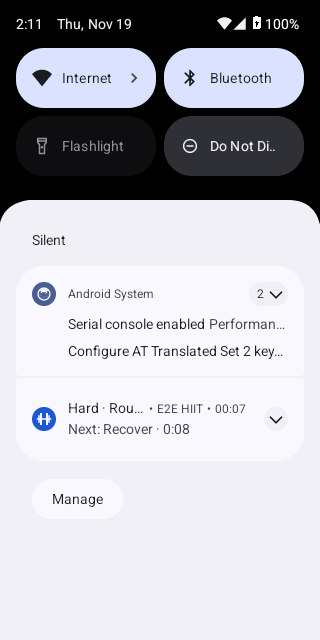 2:11 Thu, Nov 19 100%
Internet Bluetooth
Flashlight Do Not Di..
Silent
Android System 2
Serial console enabled Performan...
Configure AT Translated Set 2 key...
Hard · Rou... • E2E HIIT • 00:07
Next: Recover · 0:08
Manage